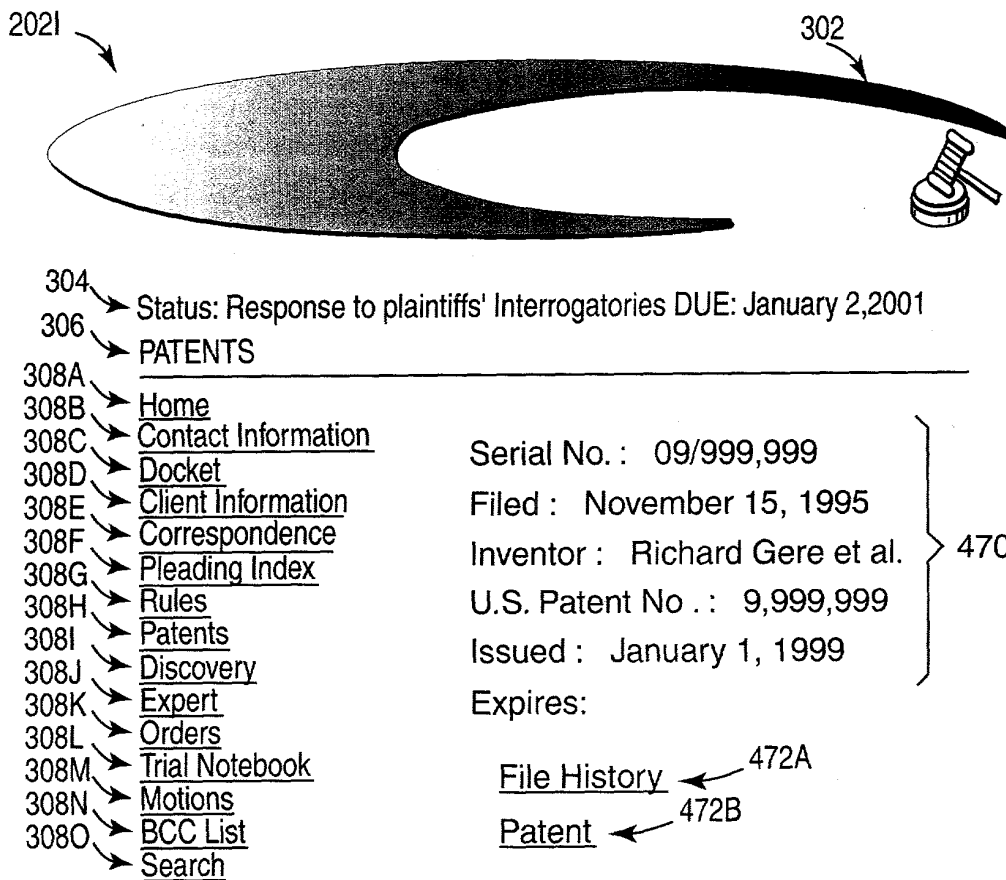 202I
302
304
Status: Response to plaintiffs' Interrogatories DUE: January 2,2001
306
PATENTS
308A
Home
308B
Contact Information
308C
Docket
308D
Client Information
308E
Correspondence
308F
Pleading Index
308G
Rules
308H
Patents
308I
Discovery
308J
Expert
308K
Orders
308L
Trial Notebook
308M
Motions
308N
BCC List
308O
Search
Serial No. : 09/999,999
Filed : November 15, 1995
Inventor : Richard Gere et al.
U.S. Patent No . : 9,999,999
Issued : January 1, 1999
Expires:
470
File History
472A
Patent
472B